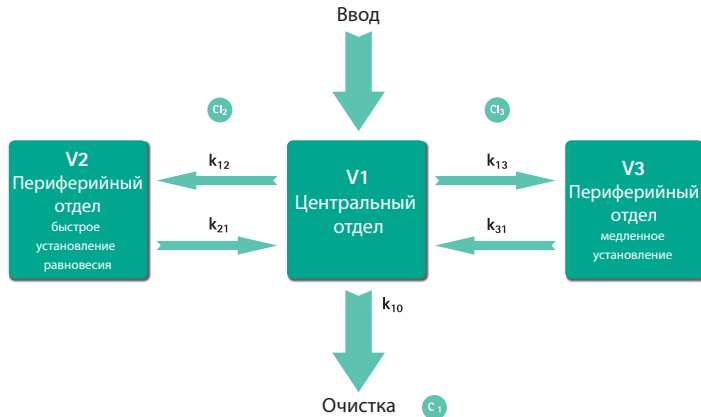 Ввод
Cl₂
Cl₃
V2
Периферийный
отдел
быстрое
установление
равновесия
k₁₂
k₂₁
V1
Центральный
отдел
k₁₃
k₃₁
V3
Периферийный
отдел
медленное
установление
k₁₀
Очистка
C ₁